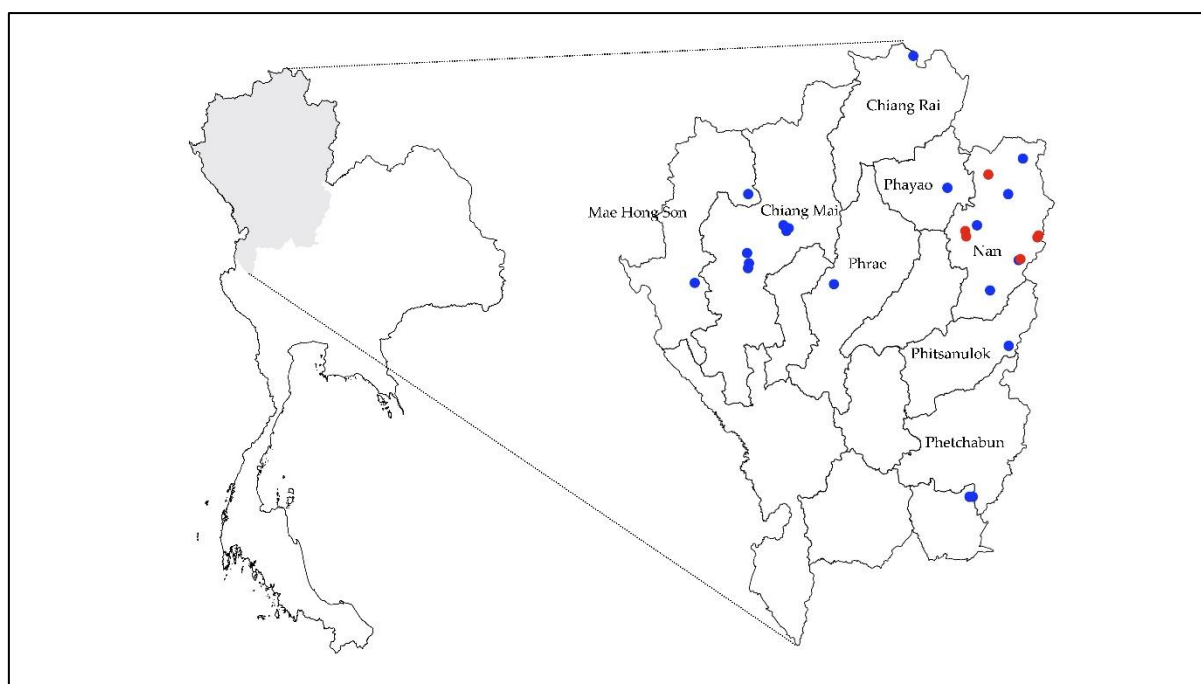 Chiang Rai
Phayao
Mae Hong Son
Chiang Mai
Nan
Phrae
Phitsanulok
Phetchabun